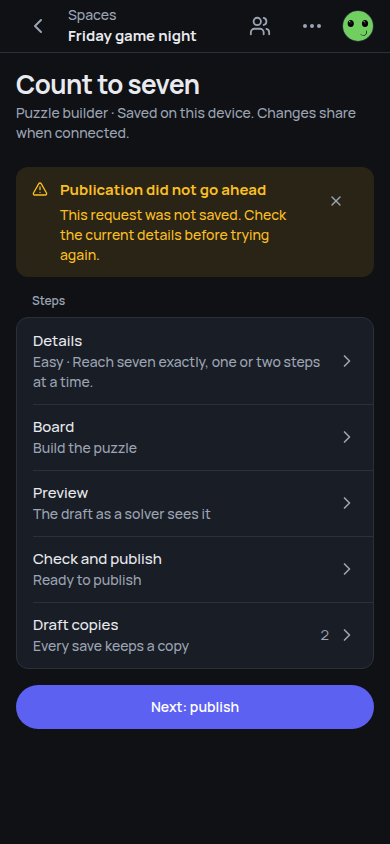 Spaces
Friday game night
Count to seven
Puzzle builder · Saved on this device. Changes share
when connected.
Publication did not go ahead
This request was not saved. Check
the current details before trying
again.
Steps
Details
Easy · Reach seven exactly, one or two steps
at a time.
Board
Build the puzzle
Preview
The draft as a solver sees it
Check and publish
Ready to publish
Draft copies
2
Every save keeps a copy
Next: publish